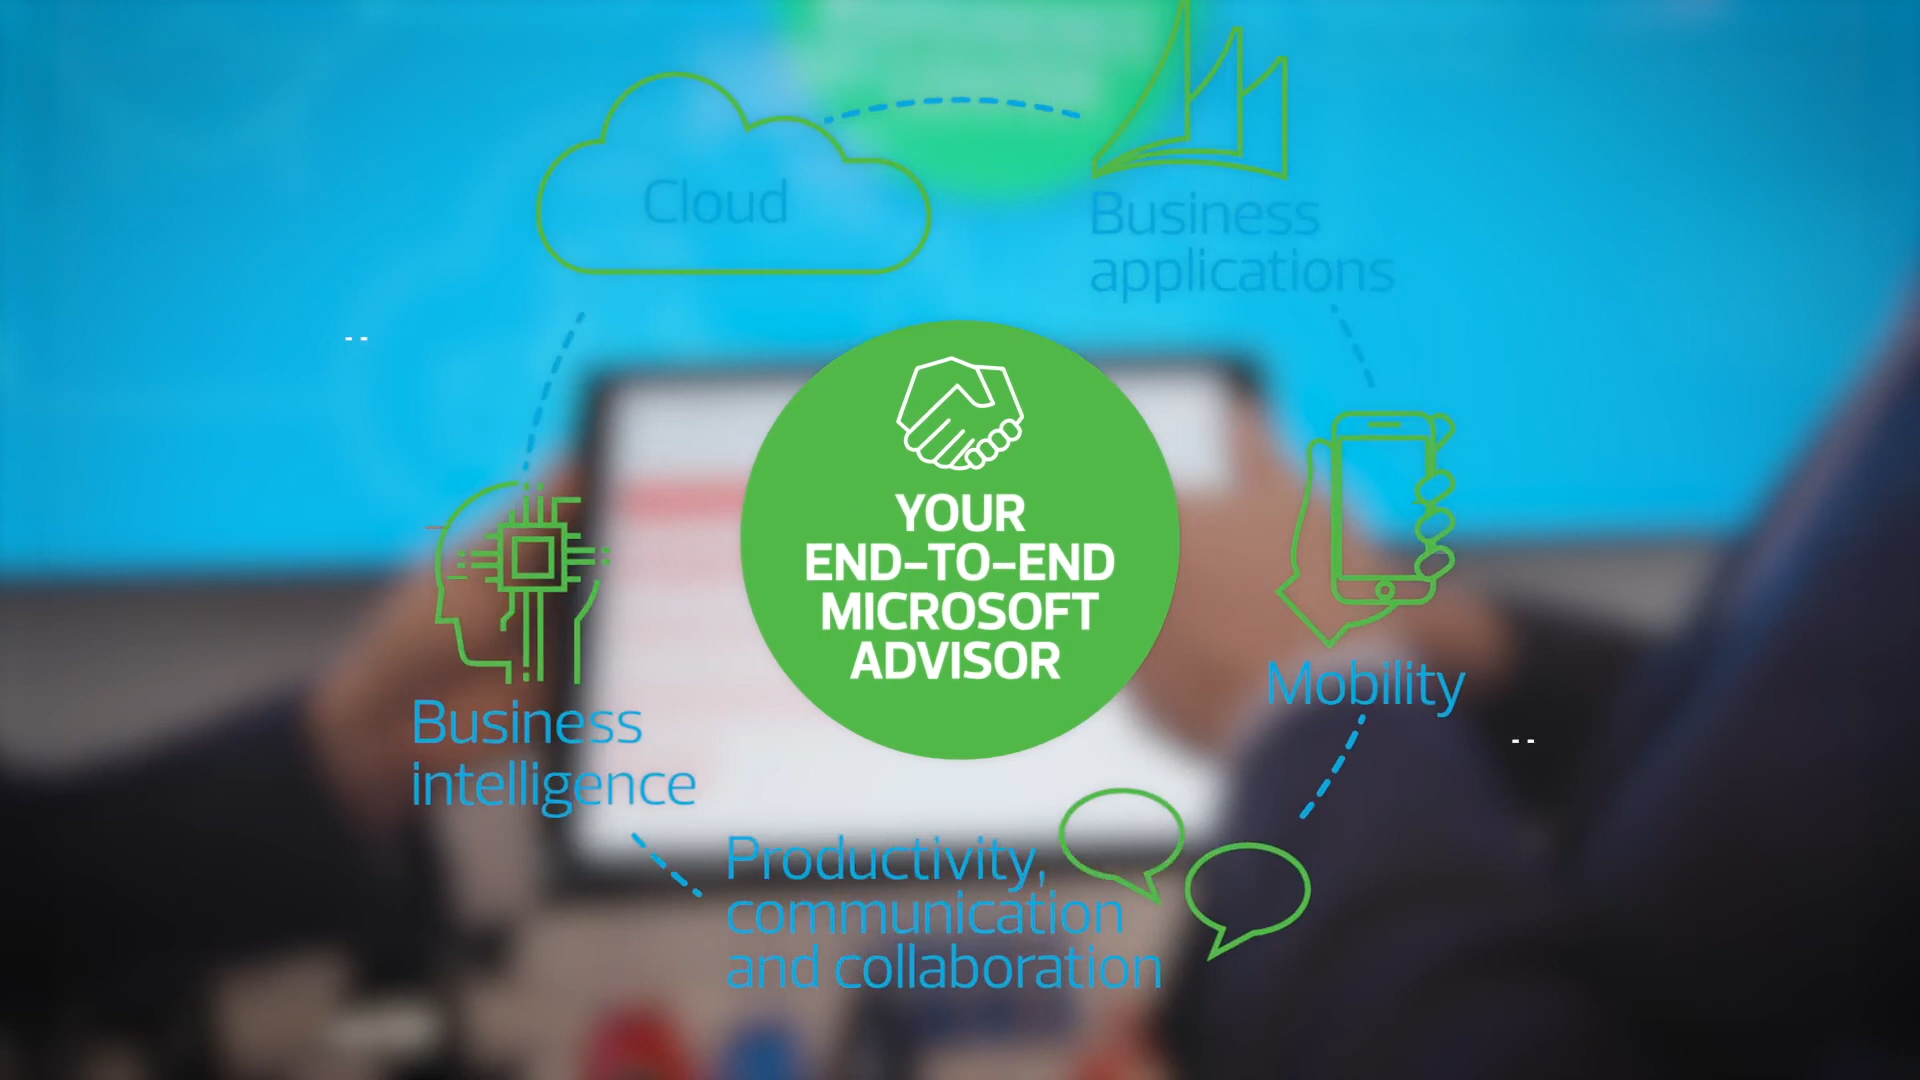 Cloud
Business
applications
YOUR
END-TO-END
MICROSOFT
ADVISOR
Mobility
Business
intelligence
Productivity,
communication
and collaboration